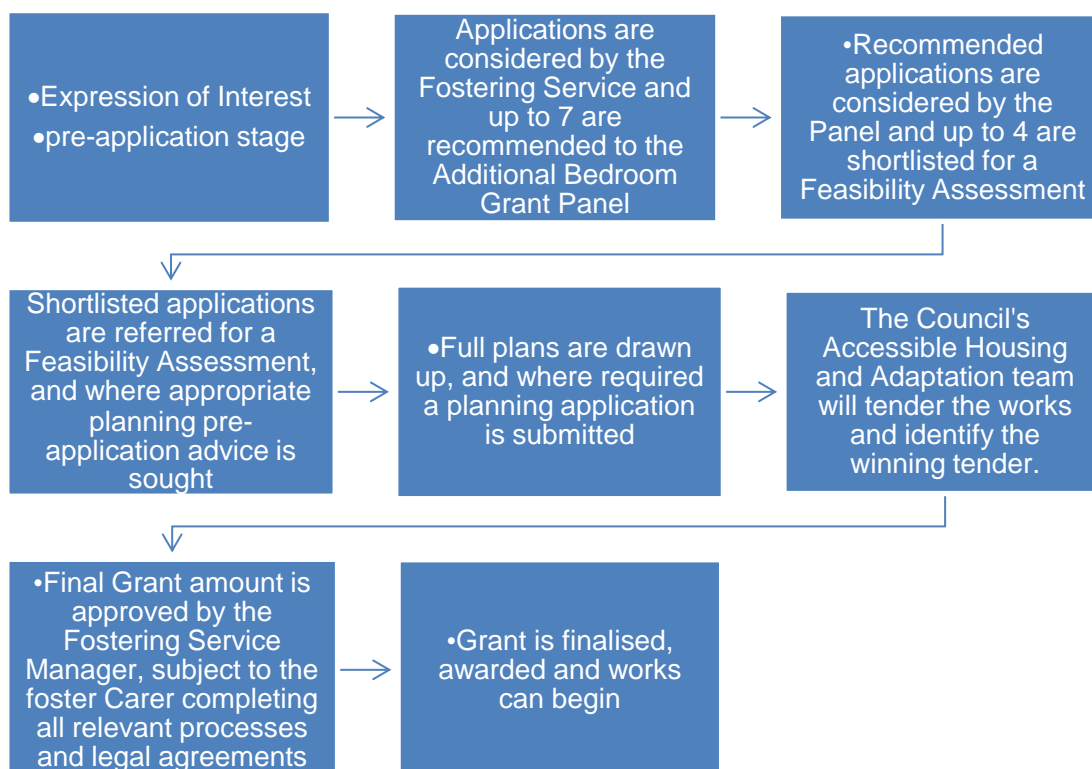 •Expression of Interest
•pre-application stage
Applications are
considered by the
Fostering Service and
up to 7 are
recommended to the
Additional Bedroom
Grant Panel
•Recommended
applications are
considered by the
Panel and up to 4 are
shortlisted for a
Feasibility Assessment
Shortlisted applications
are referred for a
Feasibility Assessment,
and where appropriate
planning pre-
application advice is
sought
•Full plans are drawn
up, and where required
a planning application
is submitted
The Council's
Accessible Housing
and Adaptation team
will tender the works
and identify the
winning tender.
•Final Grant amount is
approved by the
Fostering Service
Manager, subject to the
foster Carer completing
all relevant processes
and legal agreements
•Grant is finalised,
awarded and works
can begin